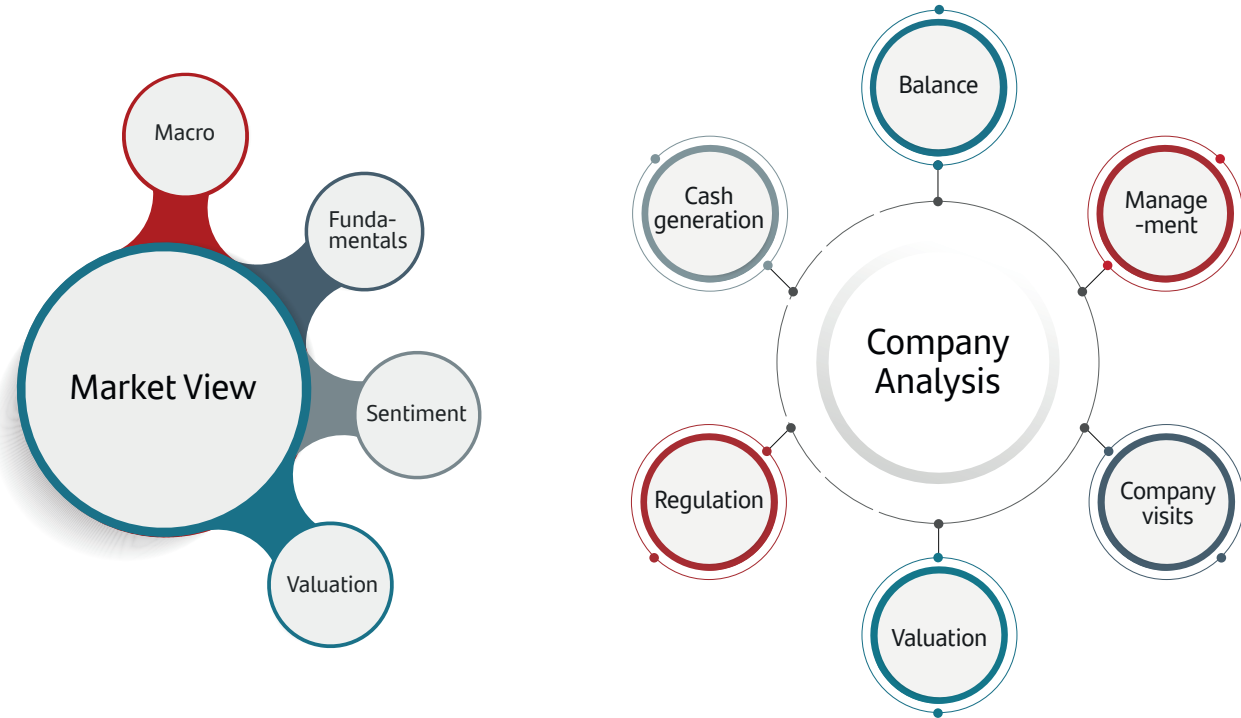 Macro
Funda-
mentals
Market View
Sentiment
Valuation
Balance
Manage
-ment
Company
visits
Valuation
Regulation
Cash
generation
Company
Analysis